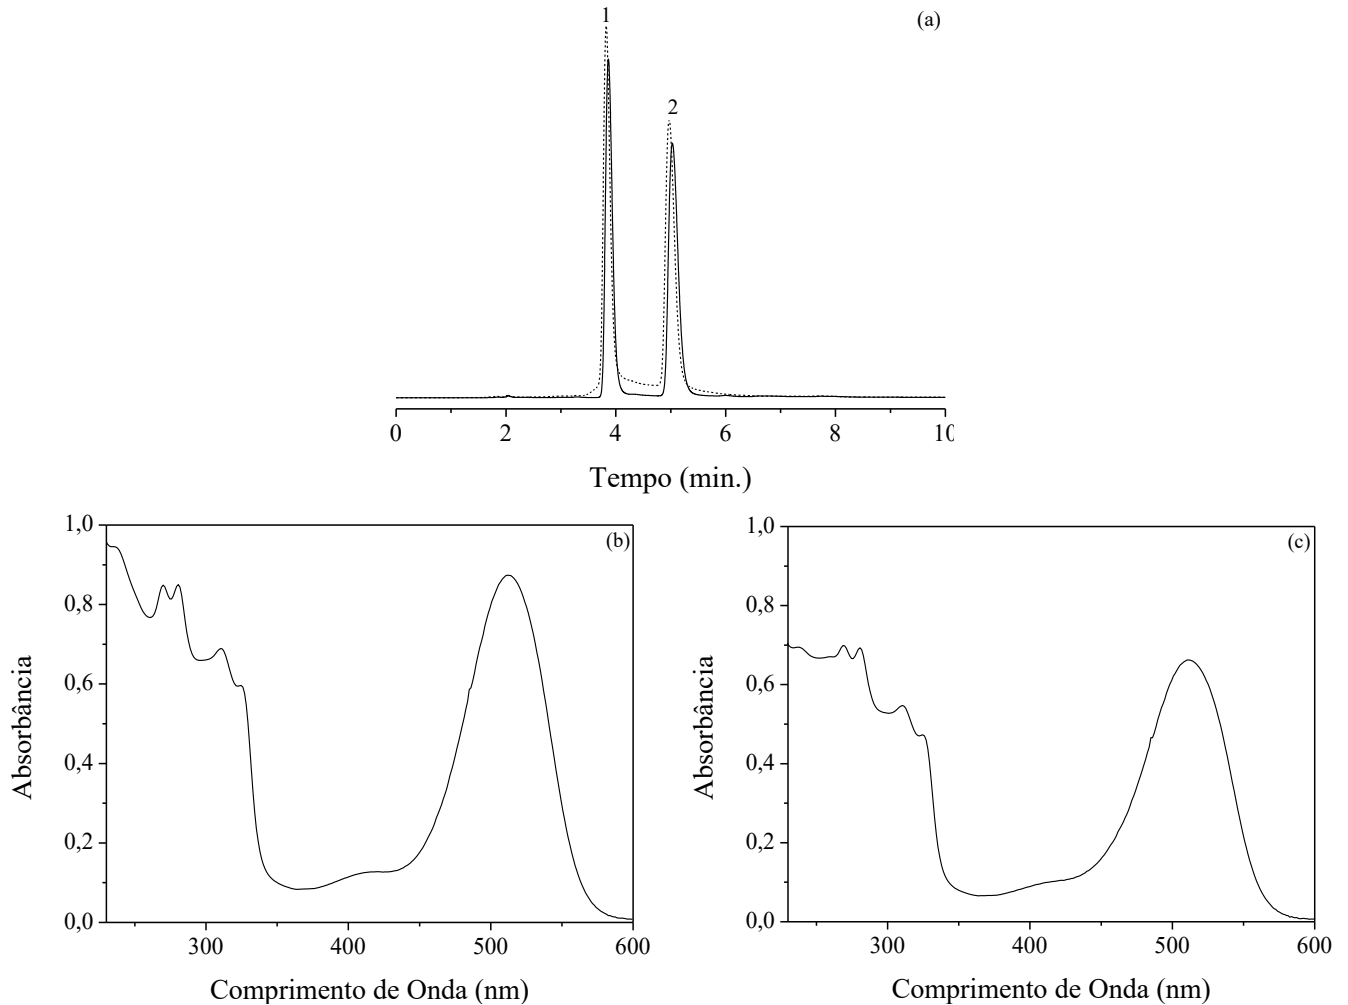 1
(a)
2
0 2 4 6 8 10
Tempo (min.)
1,0
(b)
0,8
0,6
0,4
0,2
0,0
300 400 500 600
Absorbância
Comprimento de Onda (nm)
1,0
(c)
0,8
0,6
0,4
0,2
0,0
300 400 500 600
Absorbância
Comprimento de Onda (nm)